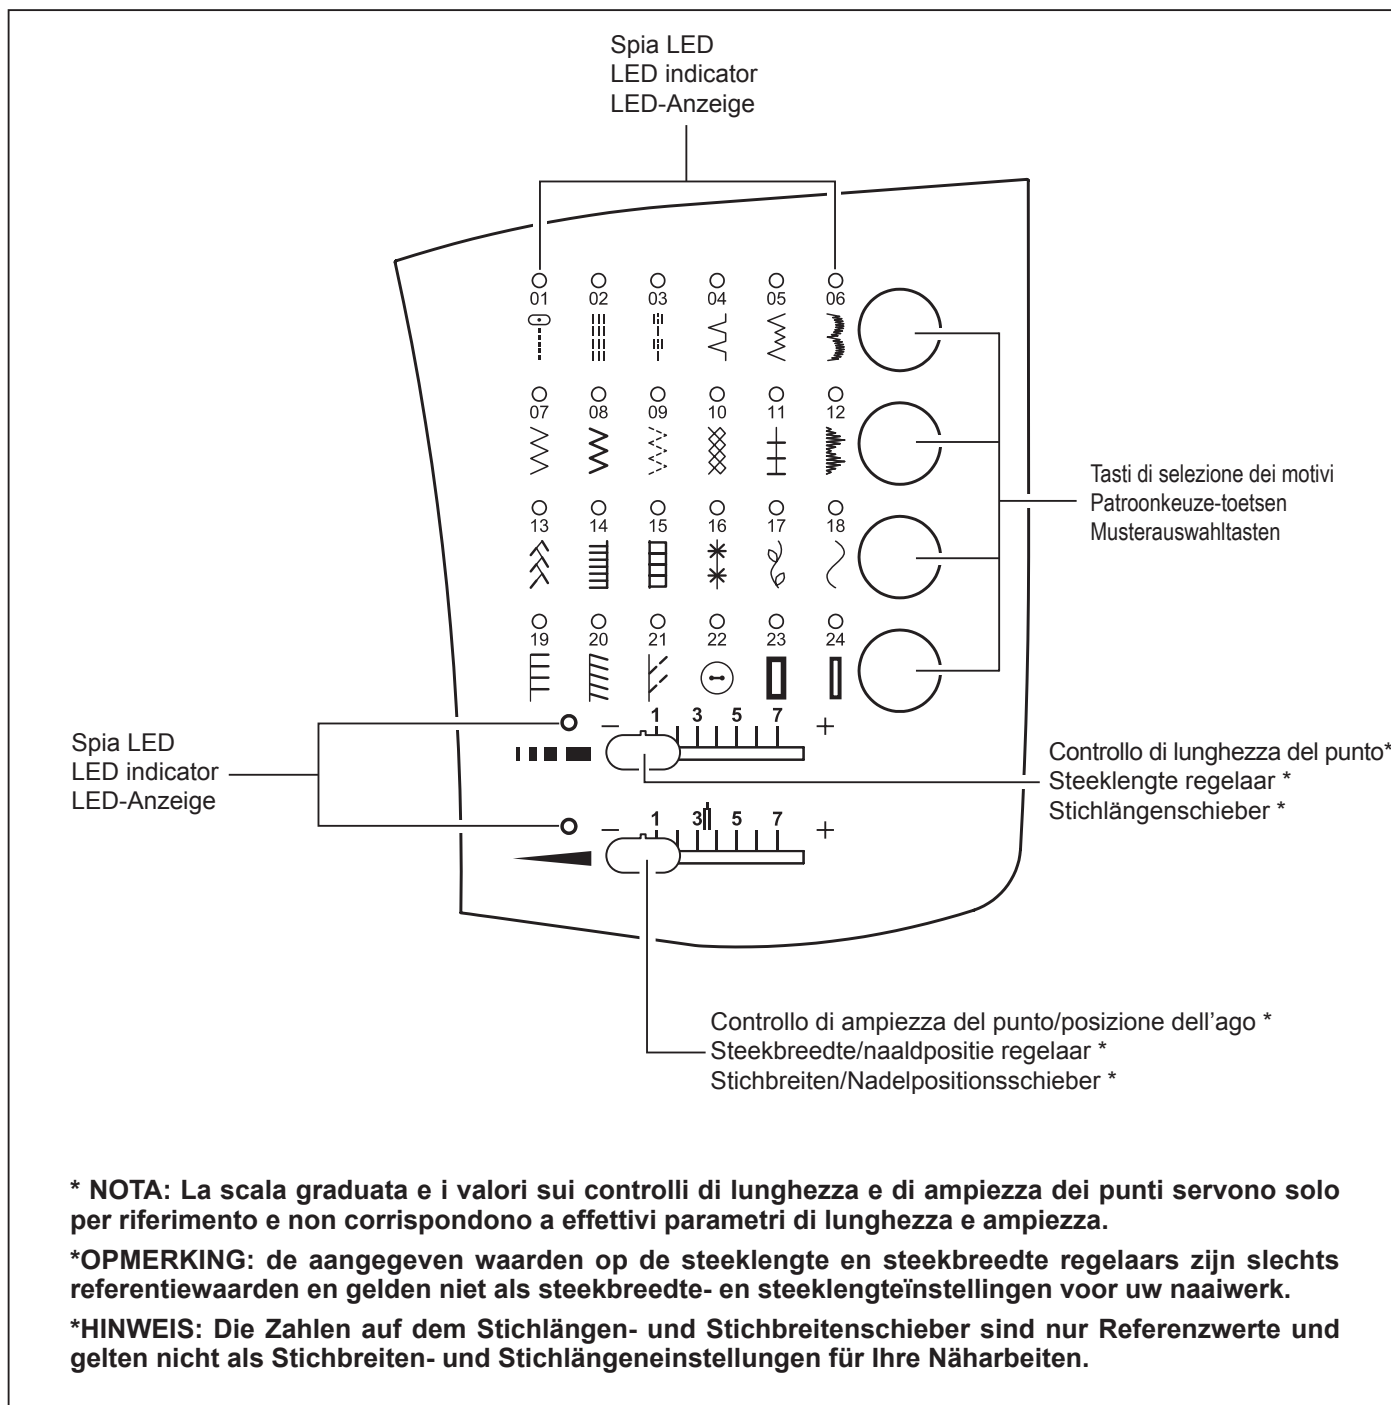 Spia LED
LED indicator
LED-Anzeige
01 02 03 04 05 06
07 08 09 10 11 12
Tasti di selezione dei motivi
Patroonkeuze-toetsen
Musterauswahltasten
13 14 15 16 17 18
19 20 21 22 23 24
− 1 3 5 7 +
Spia LED
LED indicator
LED-Anzeige
Controllo di lunghezza del punto*
Steeklengte regelaar *
Stichlängenschieber *
− 1 3 5 7 +
Controllo di ampiezza del punto/posizione dell’ago *
Steekbreedte/naaldpositie regelaar *
Stichbreiten/Nadelpositionsschieber *
* NOTA: La scala graduata e i valori sui controlli di lunghezza e di ampiezza dei punti servono solo
per riferimento e non corrispondono a effettivi parametri di lunghezza e ampiezza.
*OPMERKING: de aangegeven waarden op de steeklengte en steekbreedte regelaars zijn slechts
referentiewaarden en gelden niet als steekbreedte- en steeklengteïnstellingen voor uw naaiwerk.
*HINWEIS: Die Zahlen auf dem Stichlängen- und Stichbreitenschieber sind nur Referenzwerte und
gelten nicht als Stichbreiten- und Stichlängeneinstellungen für Ihre Näharbeiten.